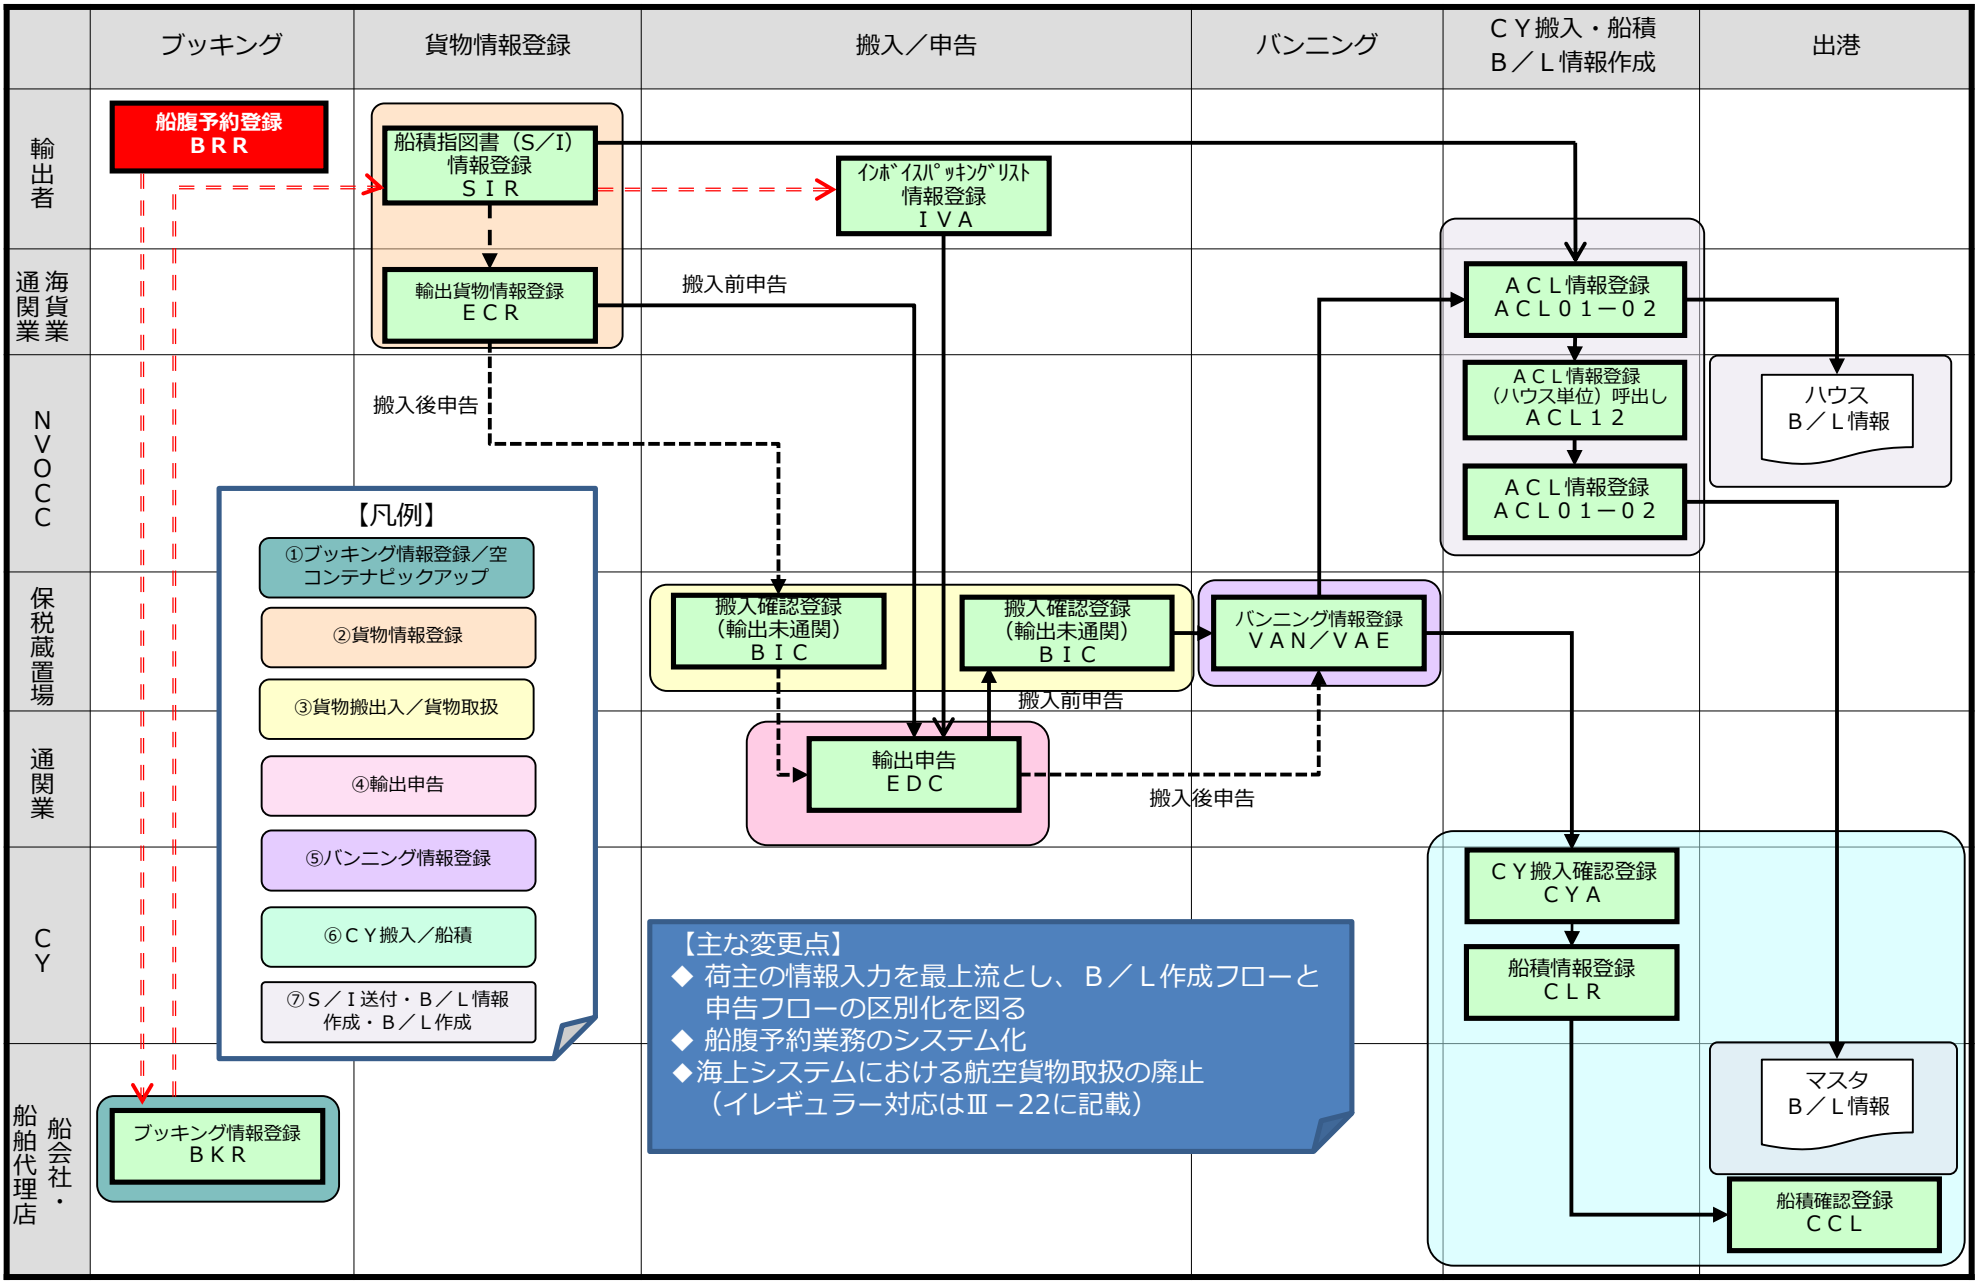 ブッキング
貨物情報登録
搬入／申告
バンニング
ＣＹ搬入・船積
Ｂ／Ｌ情報作成
出港
輸出者
船腹予約登録
ＢＲＲ
船積指図書（S／I）
情報登録
ＳＩＲ
ｲﾝﾎﾞｲｽﾊﾟｯｷﾝｸﾞﾘｽﾄ
情報登録
ＩＶＡ
海貨業
通関業
輸出貨物情報登録
ＥＣＲ
搬入前申告
ＡＣＬ情報登録
ＡＣＬ０１－０２
ＮＶＯＣＣ
搬入後申告
ＡＣＬ情報登録
（ハウス単位）呼出し
ＡＣＬ１２
ハウス
Ｂ／Ｌ情報
ＡＣＬ情報登録
ＡＣＬ０１－０２
【凡例】
①ブッキング情報登録／空
コンテナピックアップ
②貨物情報登録
③貨物搬出入／貨物取扱
④輸出申告
⑤バンニング情報登録
⑥ＣＹ搬入／船積
⑦Ｓ／Ｉ送付・Ｂ／Ｌ情報
作成・Ｂ／Ｌ作成
保税蔵置場
搬入確認登録
（輸出未通関）
ＢＩＣ
搬入確認登録
（輸出未通関）
ＢＩＣ
バンニング情報登録
ＶＡＮ／ＶＡＥ
搬入前申告
通関業
輸出申告
ＥＤＣ
搬入後申告
ＣＹ
ＣＹ搬入確認登録
ＣＹＡ
船積情報登録
ＣＬＲ
【主な変更点】
◆ 荷主の情報入力を最上流とし、Ｂ／Ｌ作成フローと
申告フローの区別化を図る
◆ 船腹予約業務のシステム化
◆海上システムにおける航空貨物取扱の廃止
（イレギュラー対応はⅢ－22に記載）
船会社・
船舶代理店
ブッキング情報登録
ＢＫＲ
マスタ
Ｂ／Ｌ情報
船積確認登録
ＣＣＬ